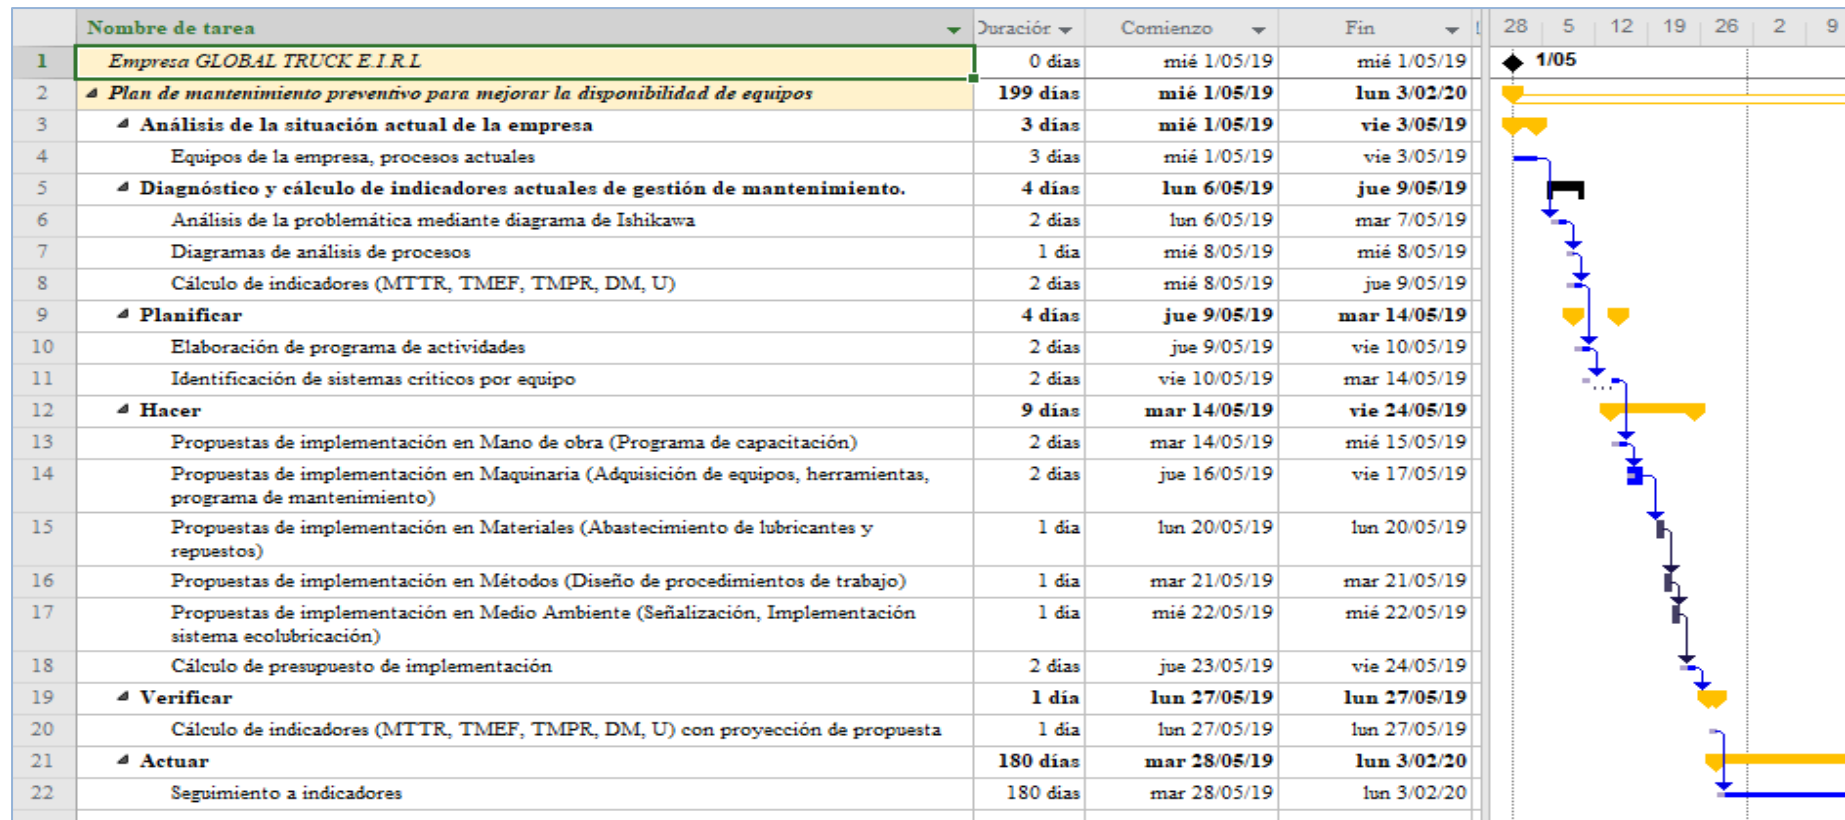 Nombre de tarea Duración Comienzo Fin 28 5 12 19 26 2 9
1 Empresa GLOBAL TRUCK E.I.R.L 0 días mié 1/05/19 mié 1/05/19 1/05
2 Plan de mantenimiento preventivo para mejorar la disponibilidad de equipos 199 días mié 1/05/19 lun 3/02/20
3 Análisis de la situación actual de la empresa 3 días mié 1/05/19 vie 3/05/19
4 Equipos de la empresa, procesos actuales 3 días mié 1/05/19 vie 3/05/19
5 Diagnóstico y cálculo de indicadores actuales de gestión de mantenimiento. 4 días lun 6/05/19 jue 9/05/19
6 Análisis de la problemática mediante diagrama de Ishikawa 2 días lun 6/05/19 mar 7/05/19
7 Diagramas de análisis de procesos 1 día mié 8/05/19 mié 8/05/19
8 Cálculo de indicadores (MTTR, TMEF, TMPR, DM, U) 2 días mié 8/05/19 jue 9/05/19
9 Planificar 4 días jue 9/05/19 mar 14/05/19
10 Elaboración de programa de actividades 2 días jue 9/05/19 vie 10/05/19
11 Identificación de sistemas críticos por equipo 2 días vie 10/05/19 mar 14/05/19
12 Hacer 9 días mar 14/05/19 vie 24/05/19
13 Propuestas de implementación en Mano de obra (Programa de capacitación) 2 días mar 14/05/19 mié 15/05/19
14 Propuestas de implementación en Maquinaria (Adquisición de equipos, herramientas, 2 días jue 16/05/19 vie 17/05/19
programa de mantenimiento)
15 Propuestas de implementación en Materiales (Abastecimiento de lubricantes y 1 día lun 20/05/19 lun 20/05/19
repuestos)
16 Propuestas de implementación en Métodos (Diseño de procedimientos de trabajo) 1 día mar 21/05/19 mar 21/05/19
17 Propuestas de implementación en Medio Ambiente (Señalización, Implementación 1 día mié 22/05/19 mié 22/05/19
sistema ecolubricación)
18 Cálculo de presupuesto de implementación 2 días jue 23/05/19 vie 24/05/19
19 Verificar 1 día lun 27/05/19 lun 27/05/19
20 Cálculo de indicadores (MTTR, TMEF, TMPR, DM, U) con proyección de propuesta 1 día lun 27/05/19 lun 27/05/19
21 Actuar 180 días mar 28/05/19 lun 3/02/20
22 Seguimiento a indicadores 180 días mar 28/05/19 lun 3/02/20